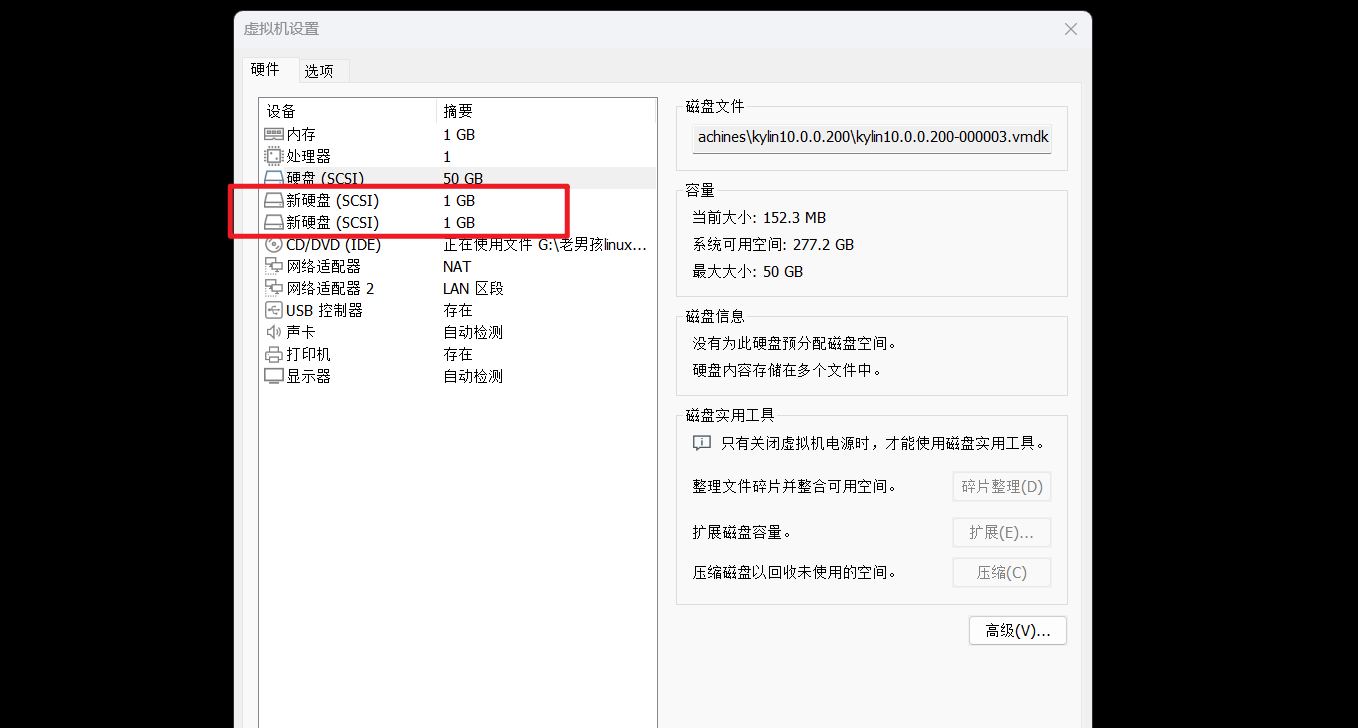 虚拟机设置
硬件 选项
设备 摘要
内存 1 GB
处理器 1
硬盘 (SCSI) 50 GB
新硬盘 (SCSI) 1 GB
新硬盘 (SCSI) 1 GB
CD/DVD (IDE) 正在使用文件 G:\老男孩linux...
网络适配器 NAT
网络适配器 2 LAN 区段
USB 控制器 存在
声卡 自动检测
打印机 存在
显示器 自动检测
磁盘文件
achines\kylin10.0.0.200\kylin10.0.0.200-000003.vmdk
容量
当前大小: 152.3 MB
系统可用空间: 277.2 GB
最大大小: 50 GB
磁盘信息
没有为此硬盘预分配磁盘空间。
硬盘内容存储在多个文件中。
磁盘实用工具
只有关闭虚拟机电源时，才能使用磁盘实用工具。
整理文件碎片并整合可用空间。 碎片整理(D)
扩展磁盘容量。 扩展(E)...
压缩磁盘以回收未使用的空间。 压缩(C)
高级(V)...